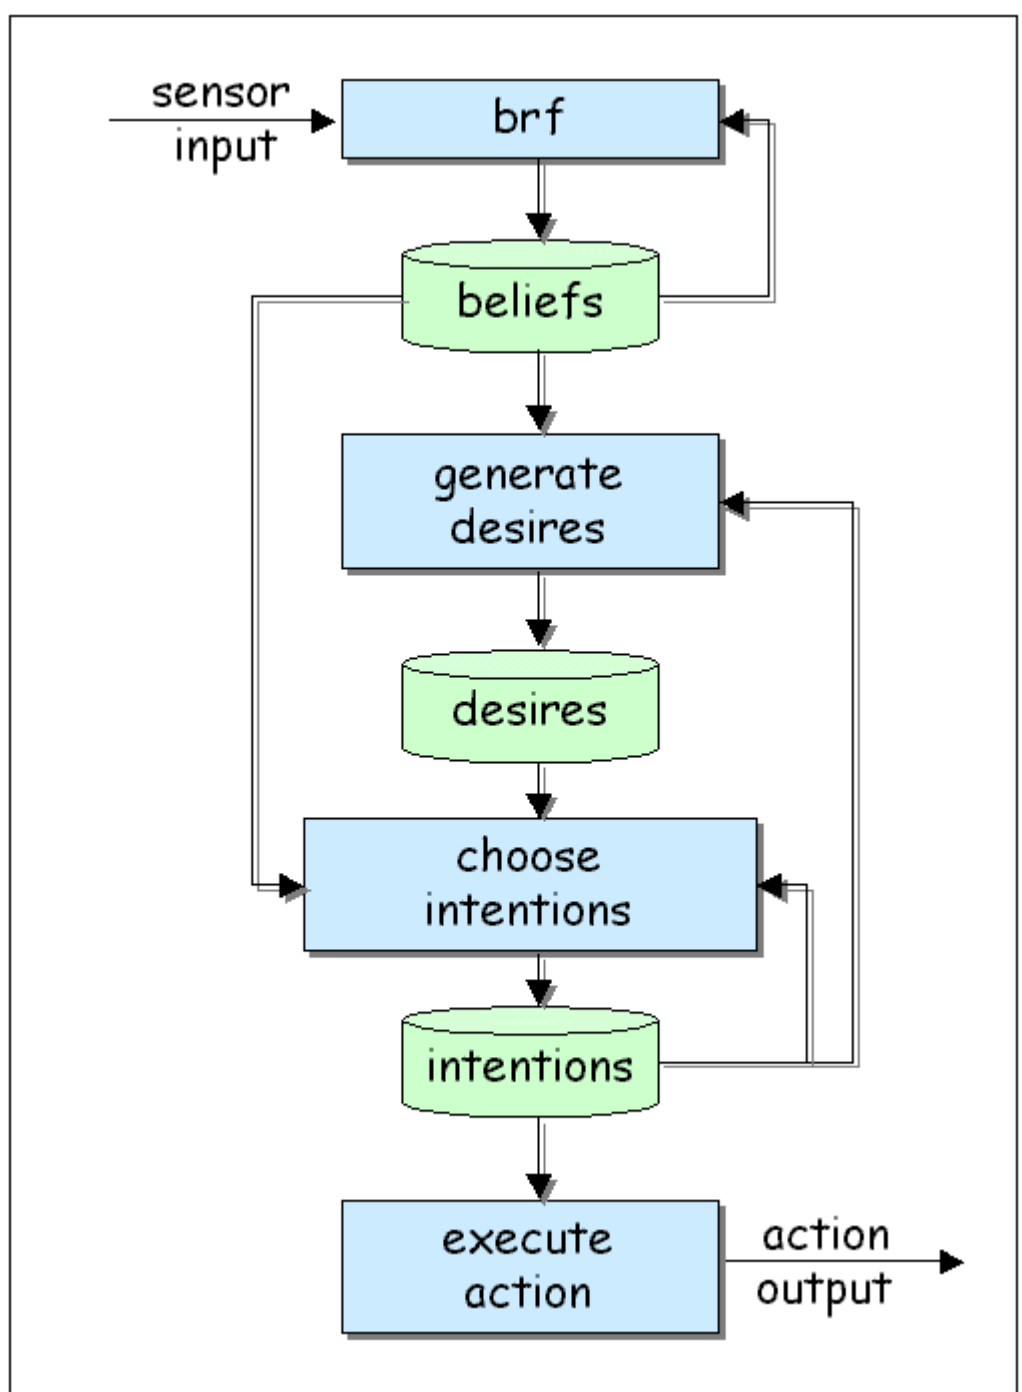 sensor
input
brf
beliefs
generate
desires
desires
choose
intentions
intentions
execute
action
action
output